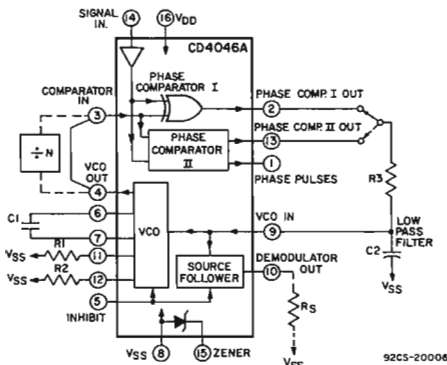 SIGNAL
IN.
14
16 VDD
CD4046A
COMPARATOR
IN
3
PHASE
COMPARATOR I
PHASE COMP. I OUT
2
PHASE
COMPARATOR
II
PHASE COMP. II OUT
13
1
PHASE PULSES
÷N
VCO
OUT
4
R3
C1
6
7
VCO
VCO IN
9
LOW
PASS
FILTER
C2
VSS
VSS R1 11
VSS R2 12
SOURCE
FOLLOWER
DEMODULATOR
OUT
10
RS
VSS
5
INHIBIT
VSS 8
15 ZENER
92CS-20006